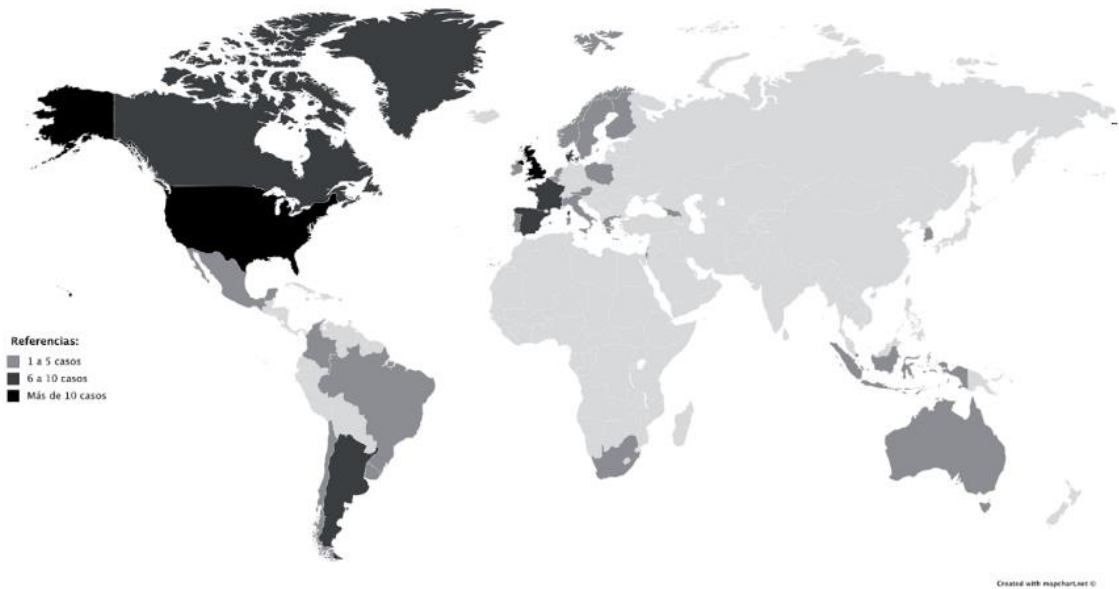 Referencias:
1 a 5 casos
6 a 10 casos
Más de 10 casos
Created with mapchart.net ©